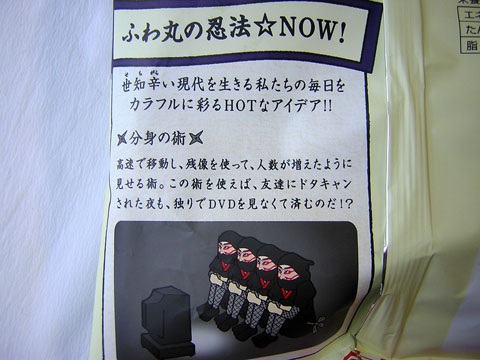 ふわ丸の忍法☆NOW!
世知辛い現代を生きる私たちの毎日を
カラフルに彩るHOTなアイデア!!
分身の術
高速で移動し、残像を使って、人数が増えたように
見せる術。この術を使えば、友達にドタキャン
された夜も、独りでDVDを見なくて済むのだ!?
エネ
たん
脂